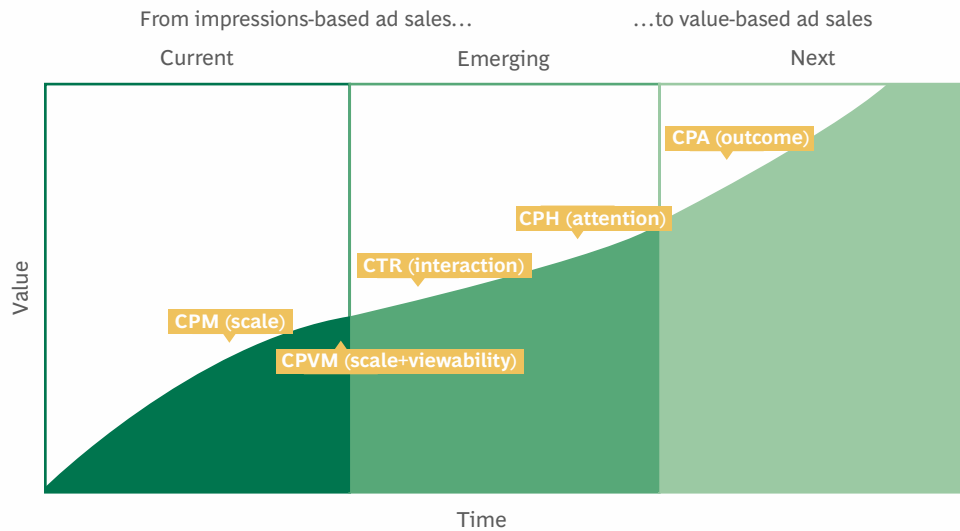 From impressions-based ad sales…
…to value-based ad sales
Current
Emerging
Next
CPA (outcome)
CPH (attention)
CTR (interaction)
CPM (scale)
CPVM (scale+viewability)
Value
Time